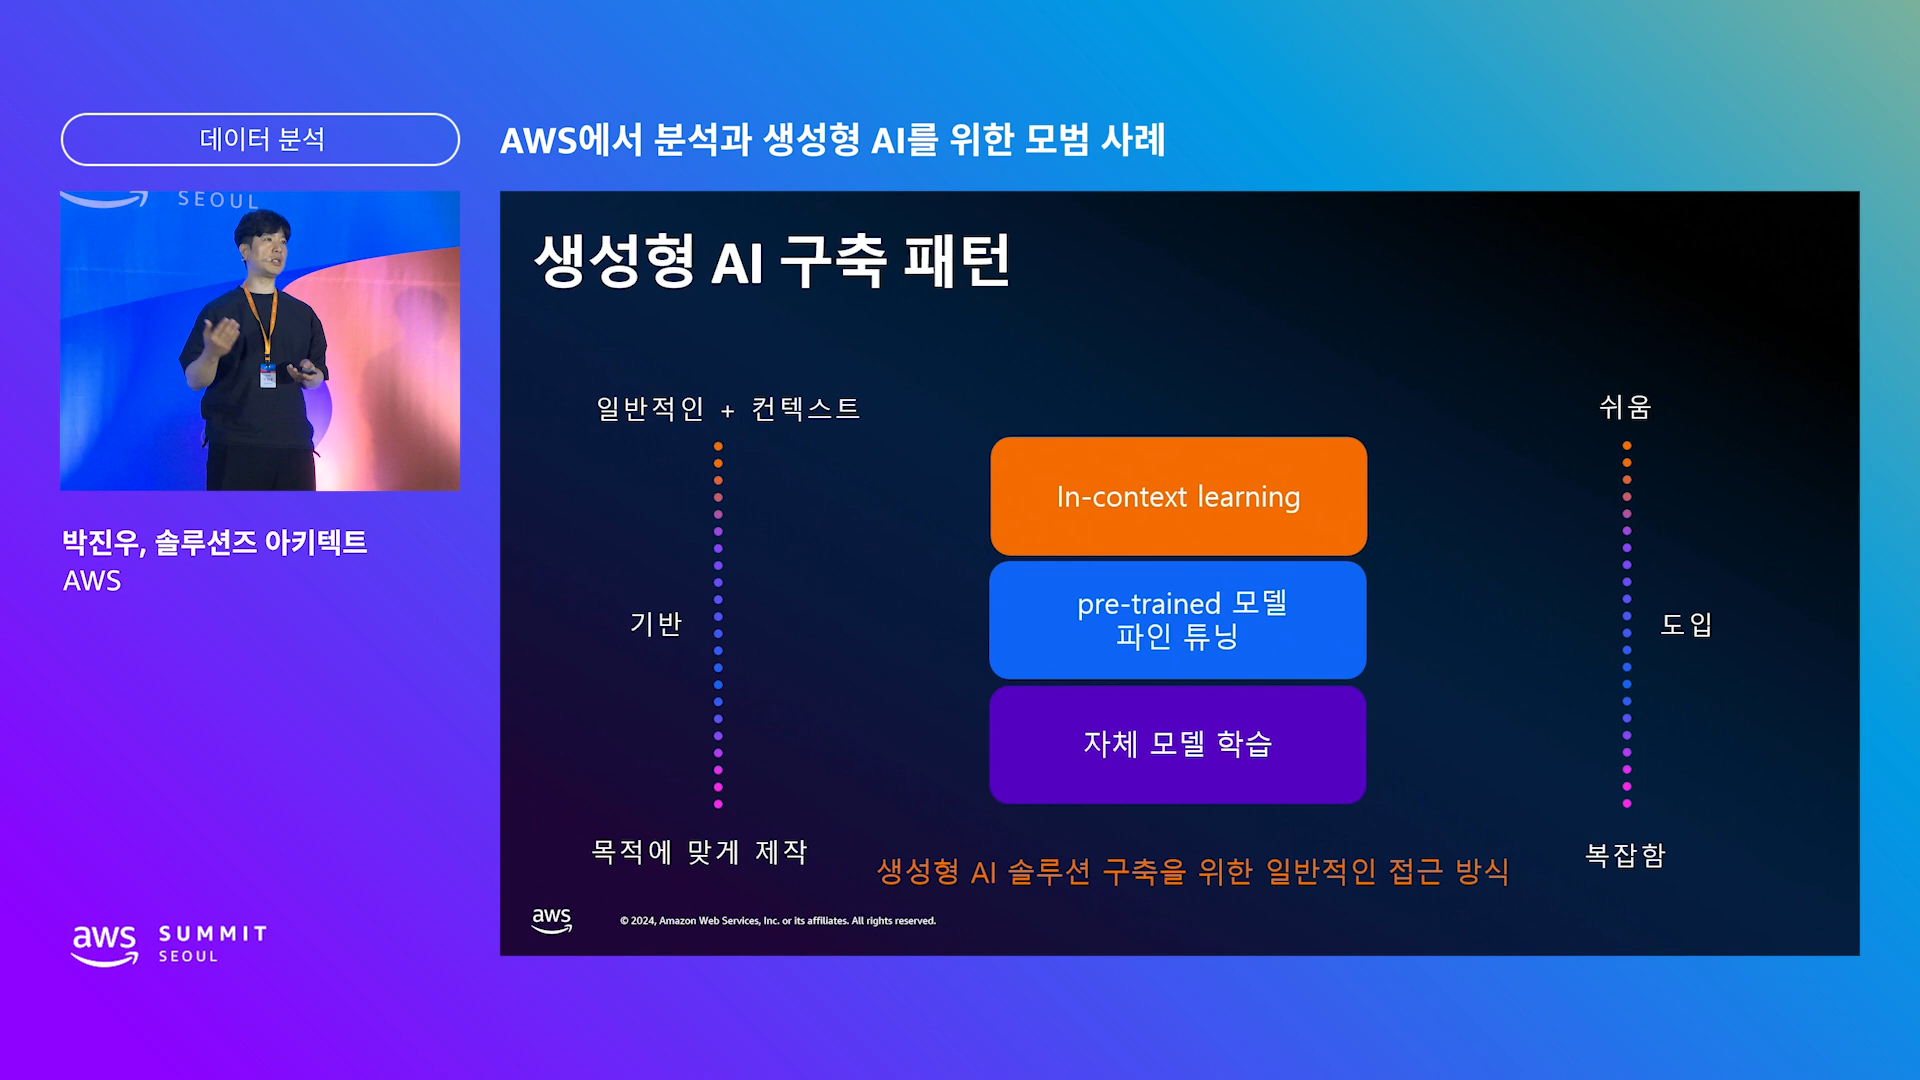 데이터 분석
AWS에서 분석과 생성형 AI를 위한 모범 사례
SEOUL
박진우, 솔루션즈 아키텍트
AWS
생성형 AI 구축 패턴
일반적인 + 컨텍스트
기반
목적에 맞게 제작
In-context learning
pre-trained 모델
파인 튜닝
자체 모델 학습
쉬움
도입
복잡함
생성형 AI 솔루션 구축을 위한 일반적인 접근 방식
aws
© 2024, Amazon Web Services, Inc. or its affiliates. All rights reserved.
aws SUMMIT
SEOUL